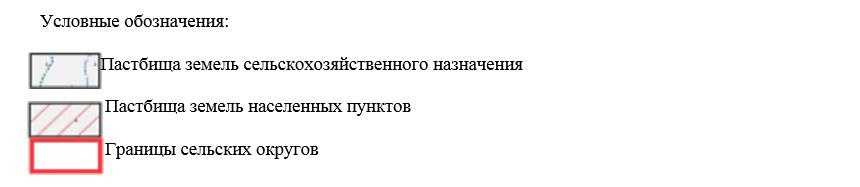 Условные обозначения:
Пастбища земель сельскохозяйственного назначения
Пастбища земель населенных пунктов
Границы сельских округов